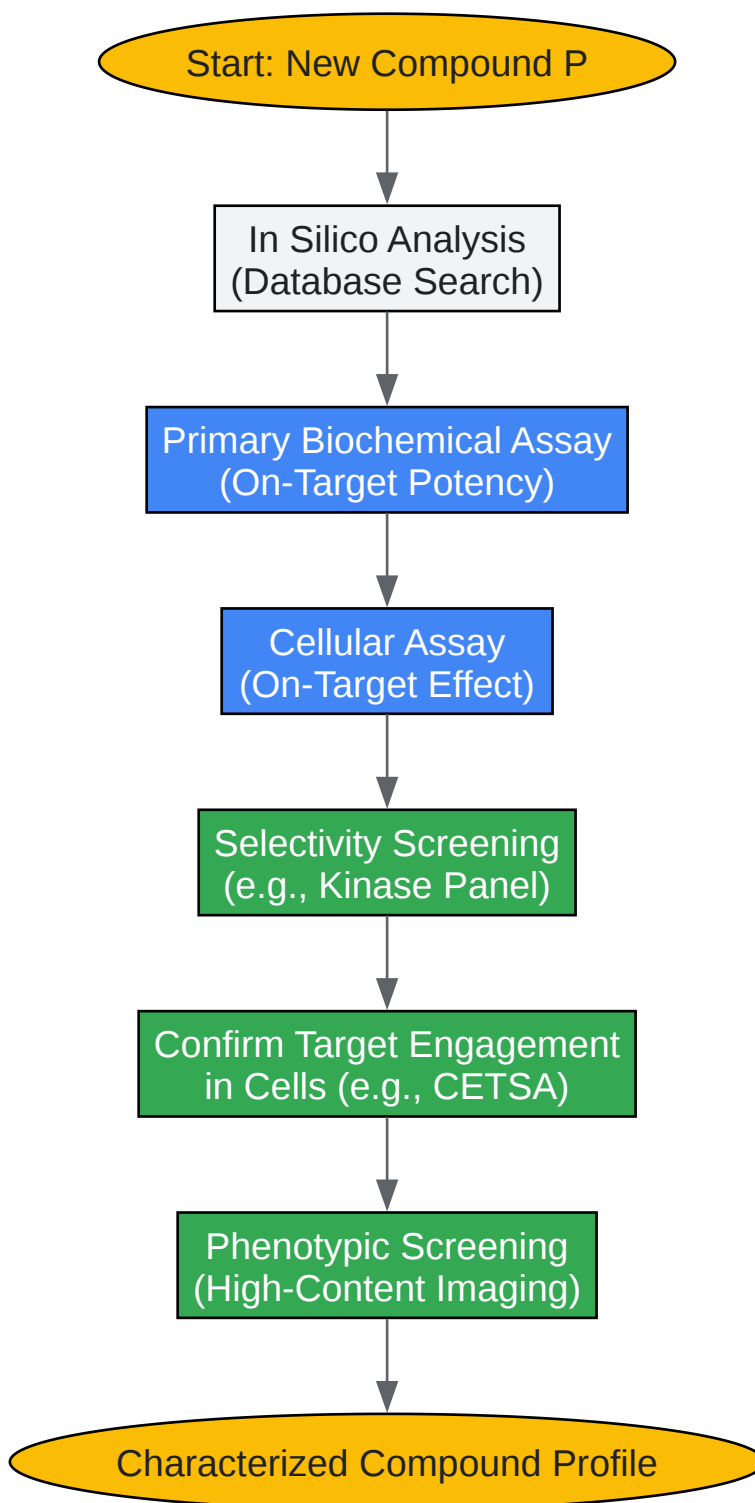 Start: New Compound P
In Silico Analysis
(Database Search)
Primary Biochemical Assay
(On-Target Potency)
Cellular Assay
(On-Target Effect)
Selectivity Screening
(e.g., Kinase Panel)
Confirm Target Engagement
in Cells (e.g., CETSA)
Phenotypic Screening
(High-Content Imaging)
Characterized Compound Profile